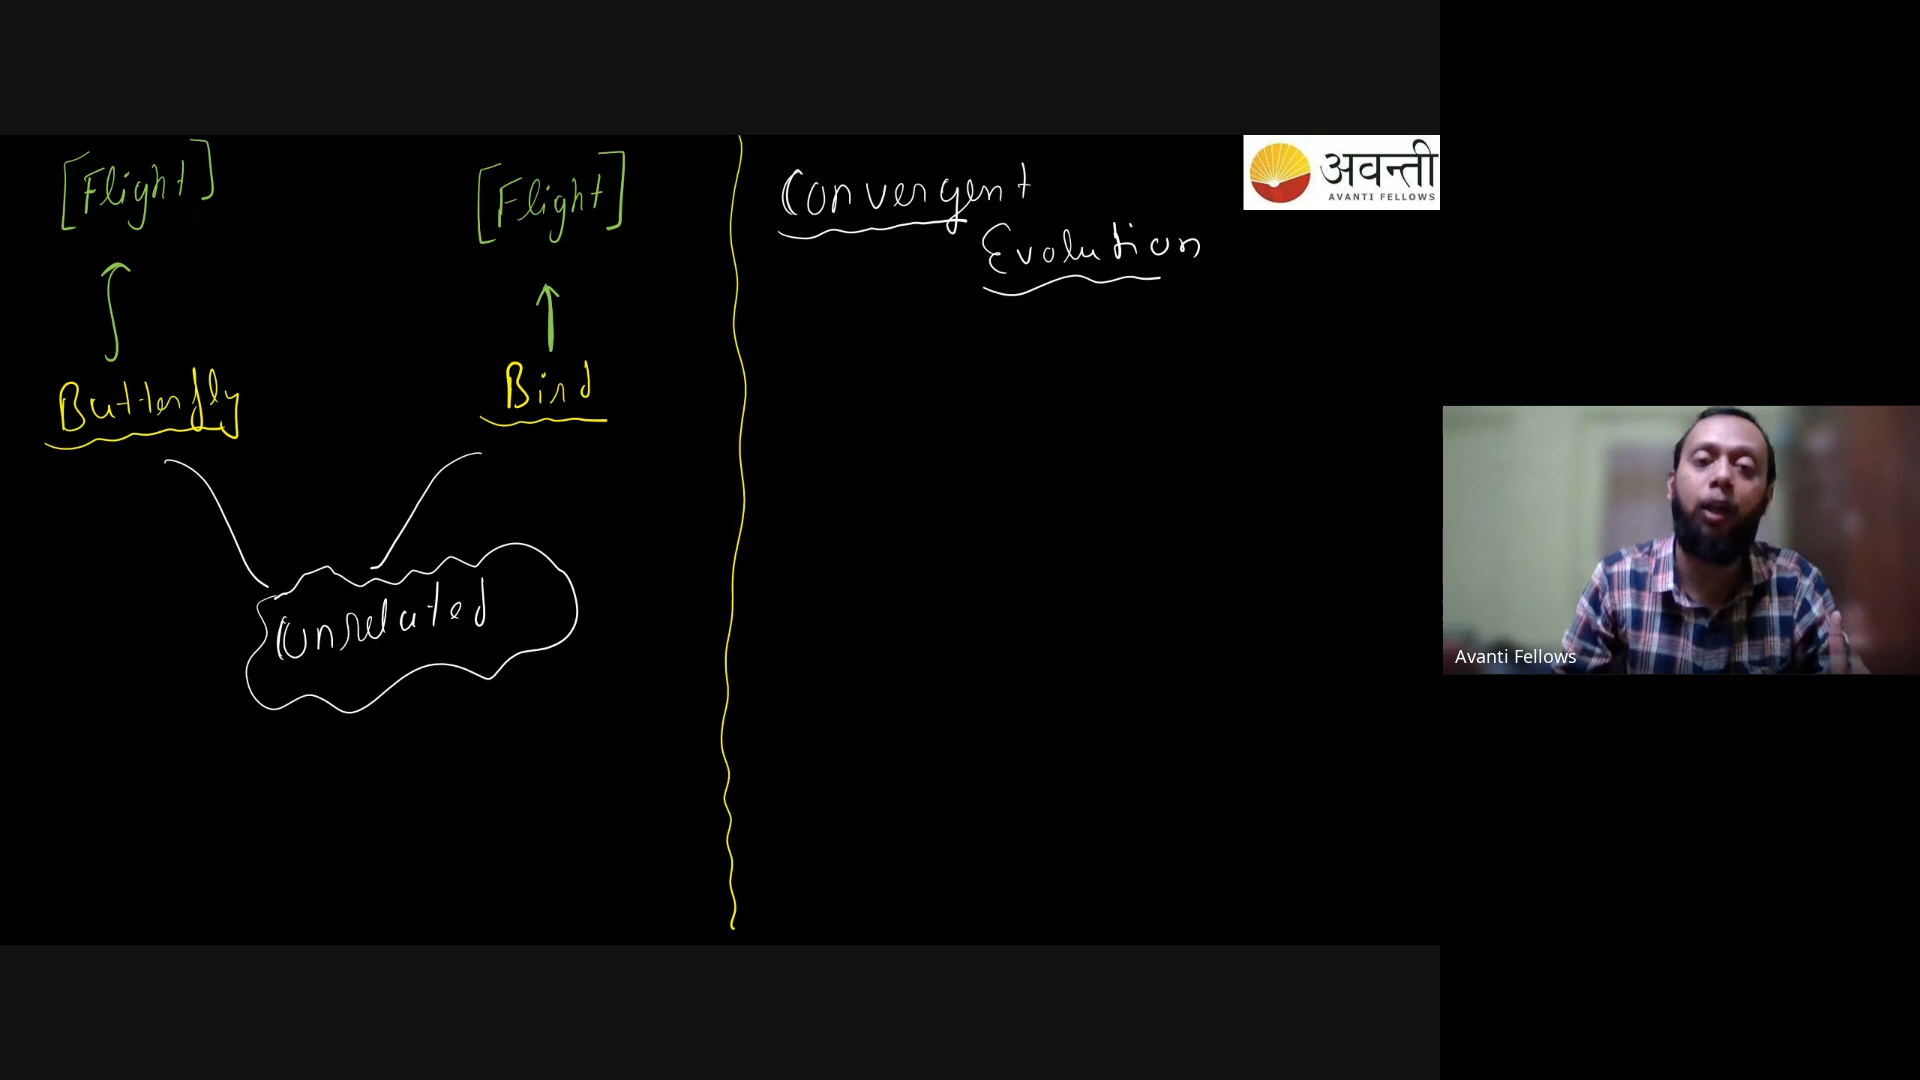 [Flight]
[Flight]
Butterfly
Bird
Unrelated
Convergent
Evolution
अवन्ती
AVANTI FELLOWS
Avanti Fellows